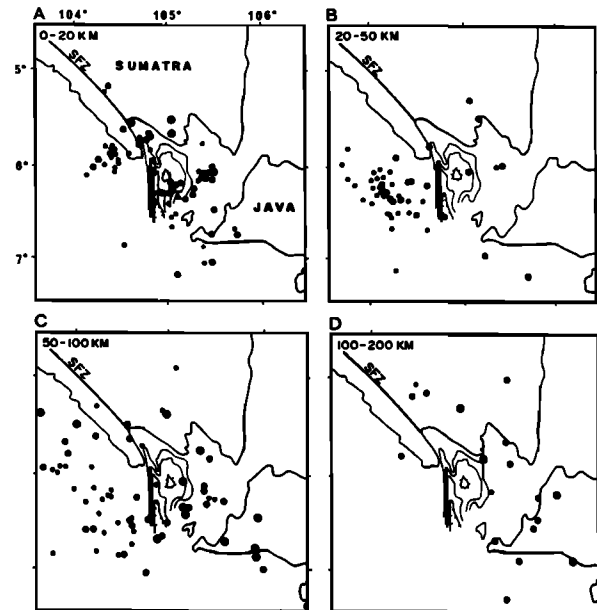 A
104° 105° 106°
B
0-20 KM
SFZ
SUMATRA
20-50 KM
SFZ
5°
6°
JAVA
7°
C
50-100 KM
SFZ
D
100-200 KM
SFZ